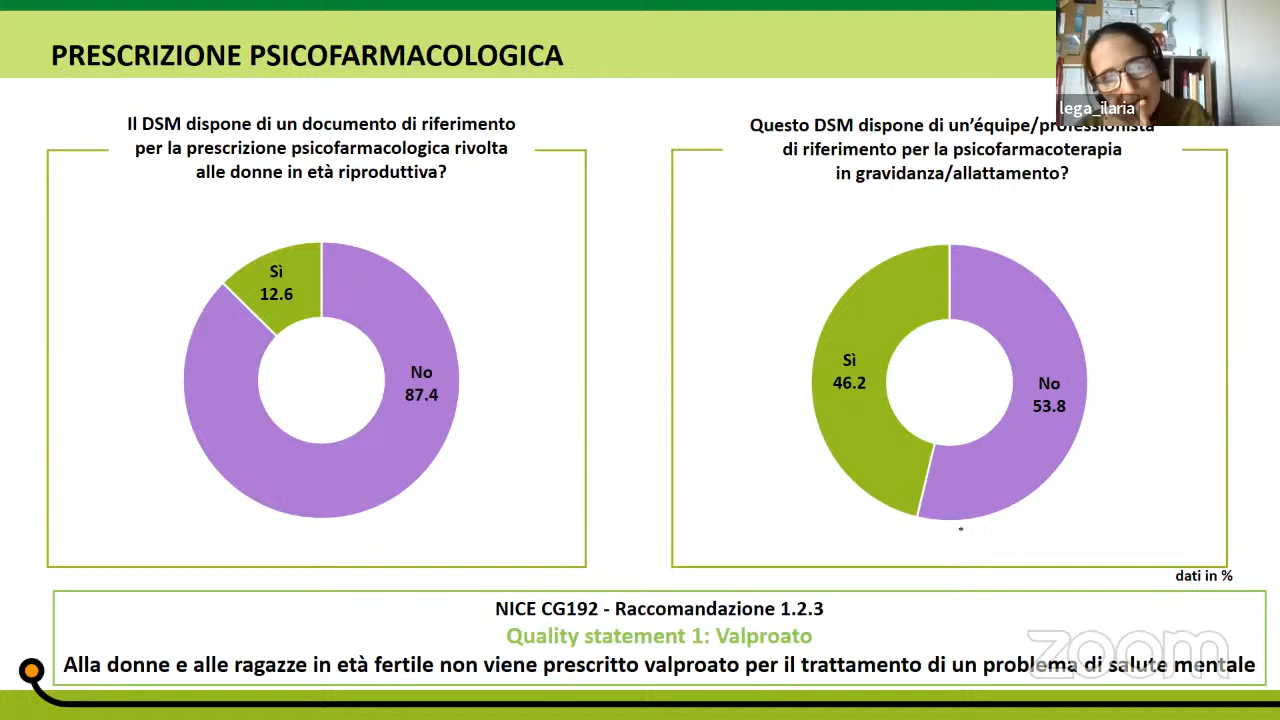 PRESCRIZIONE PSICOFARMACOLOGICA
lega_ilaria
Il DSM dispone di un documento di riferimento
per la prescrizione psicofarmacologica rivolta
alle donne in età riproduttiva?
Questo DSM dispone di un'équipe/professionista
di riferimento per la psicofarmacoterapia
in gravidanza/allattamento?
Sì
12.6
No
87.4
Sì
46.2
No
53.8
*
dati in %
NICE CG192 - Raccomandazione 1.2.3
Quality statement 1: Valproato
Alla donne e alle ragazze in età fertile non viene prescritto valproato per il trattamento di un problema di salute mentale
zoom